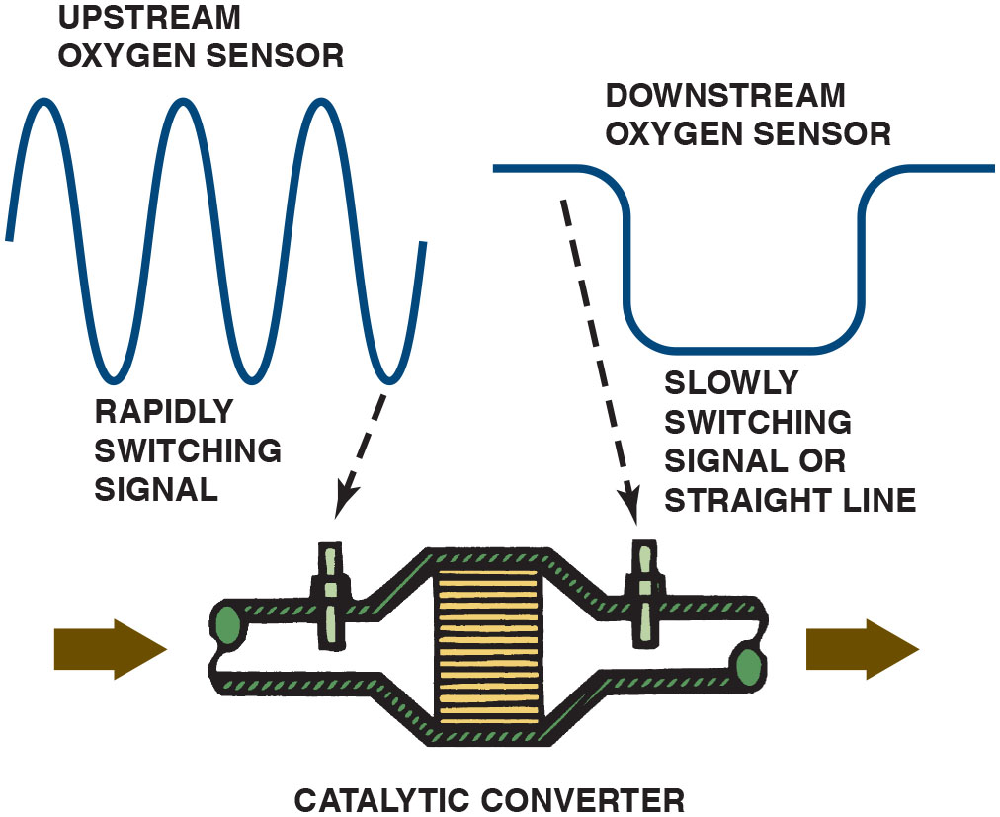 UPSTREAM
OXYGEN SENSOR
DOWNSTREAM
OXYGEN SENSOR
RAPIDLY
SWITCHING
SIGNAL
SLOWLY
SWITCHING
SIGNAL OR
STRAIGHT LINE
CATALYTIC CONVERTER